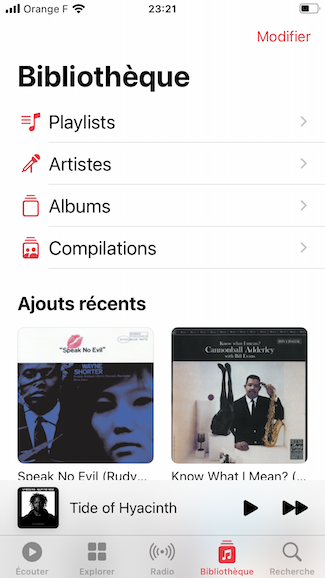 Orange F 23:21
Modifier
Bibliothèque
Playlists
Artistes
Albums
Compilations
Ajouts récents
"Speak No Evil"
WAYNE
SHORTER
Know what I mean?
Cannonball Adderley
with Bill Evans
Speak No Evil (Rudy... Know What I Mean? (...
Tide of Hyacinth
Écouter Explorer Radio Bibliothèque Recherche